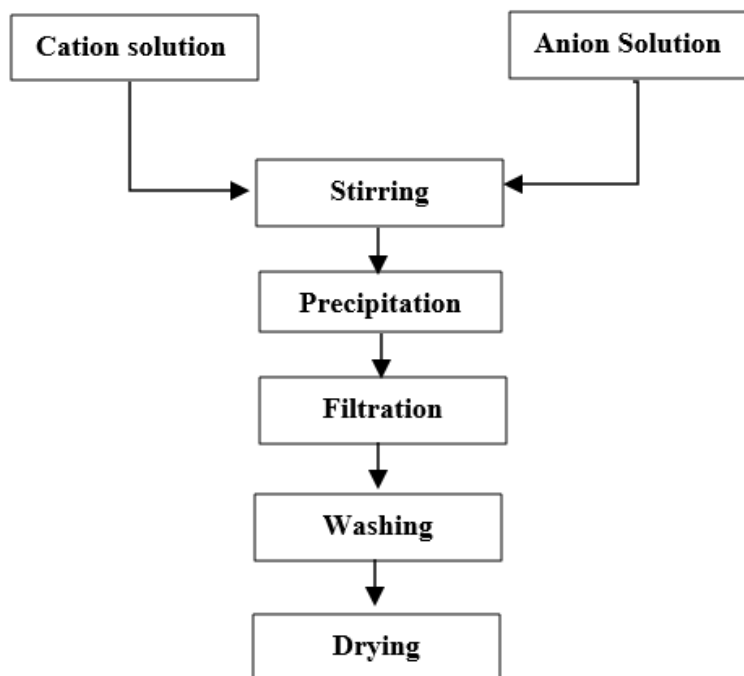 Cation solution
Anion Solution
Stirring
Precipitation
Filtration
Washing
Drying